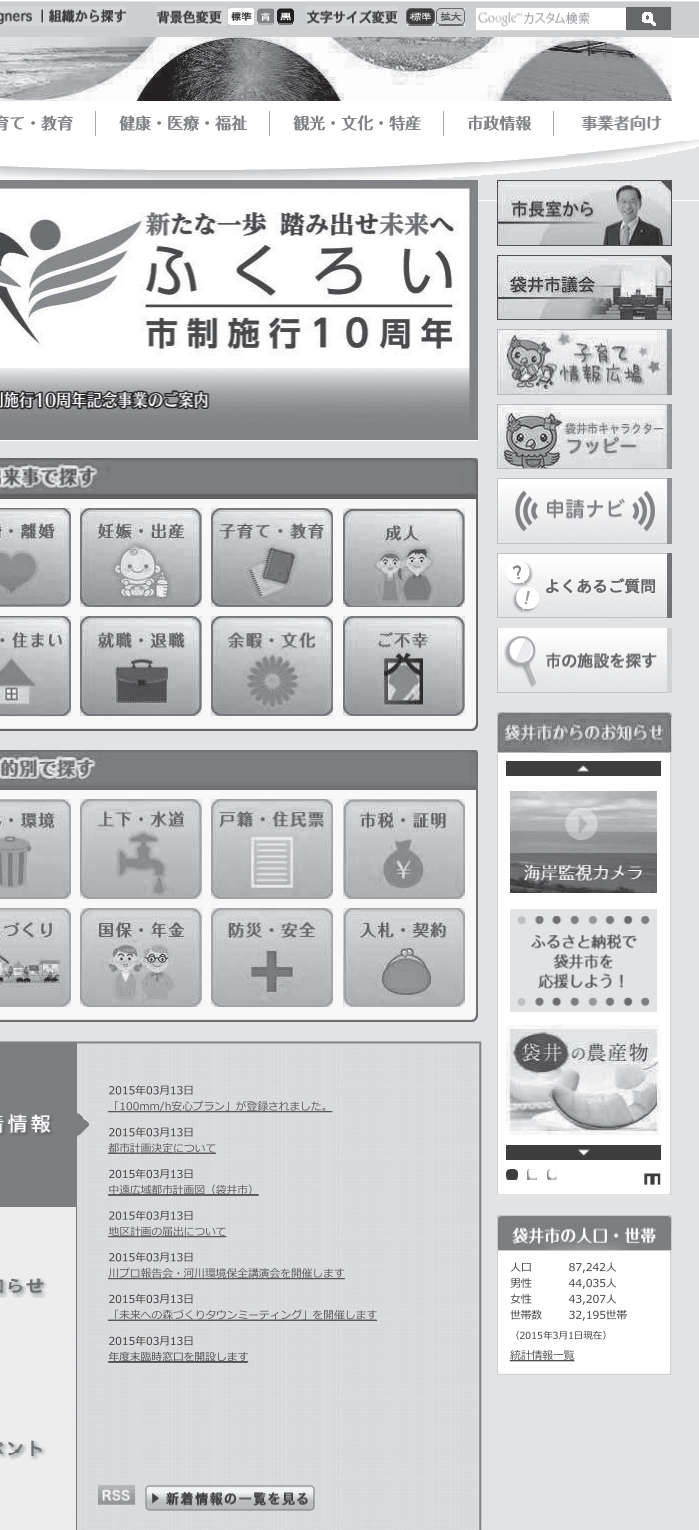 gners | 組織から探す 背景色変更 標準 青 黒 文字サイズ変更 標準 拡大 Google™カスタム検索
育て・教育 健康・医療・福祉 観光・文化・特産 市政情報 事業者向け
新たな一歩 踏み出せ未来へ
ふくろい
市制施行10周年
制施行10周年記念事業のご案内
来事で探す
・離婚 妊娠・出産 子育て・教育 成人
・住まい 就職・退職 余暇・文化 ご不幸
的別で探す
・環境 上下・水道 戸籍・住民票 市税・証明
づくり 国保・年金 防災・安全 入札・契約
着情報
2015年03月13日
「100mm/h安心プラン」が登録されました。
2015年03月13日
都市計画決定について
2015年03月13日
中遠広域都市計画図（袋井市）
2015年03月13日
地区計画の届出について
2015年03月13日
川プロ報告会・河川環境保全講演会を開催します
2015年03月13日
「未来への森づくりタウンミーティング」を開催します
2015年03月13日
年度末臨時窓口を開設します
知らせ
ベント
RSS 新着情報の一覧を見る
市長室から
袋井市議会
子育て
情報広場
袋井市キャラクター
フッピー
申請ナビ
よくあるご質問
市の施設を探す
袋井市からのお知らせ
海岸監視カメラ
ふるさと納税で
袋井市を
応援しよう！
袋井の農産物
袋井市の人口・世帯
人口 87,242人
男性 44,035人
女性 43,207人
世帯数 32,195世帯
（2015年3月1日現在）
統計情報一覧